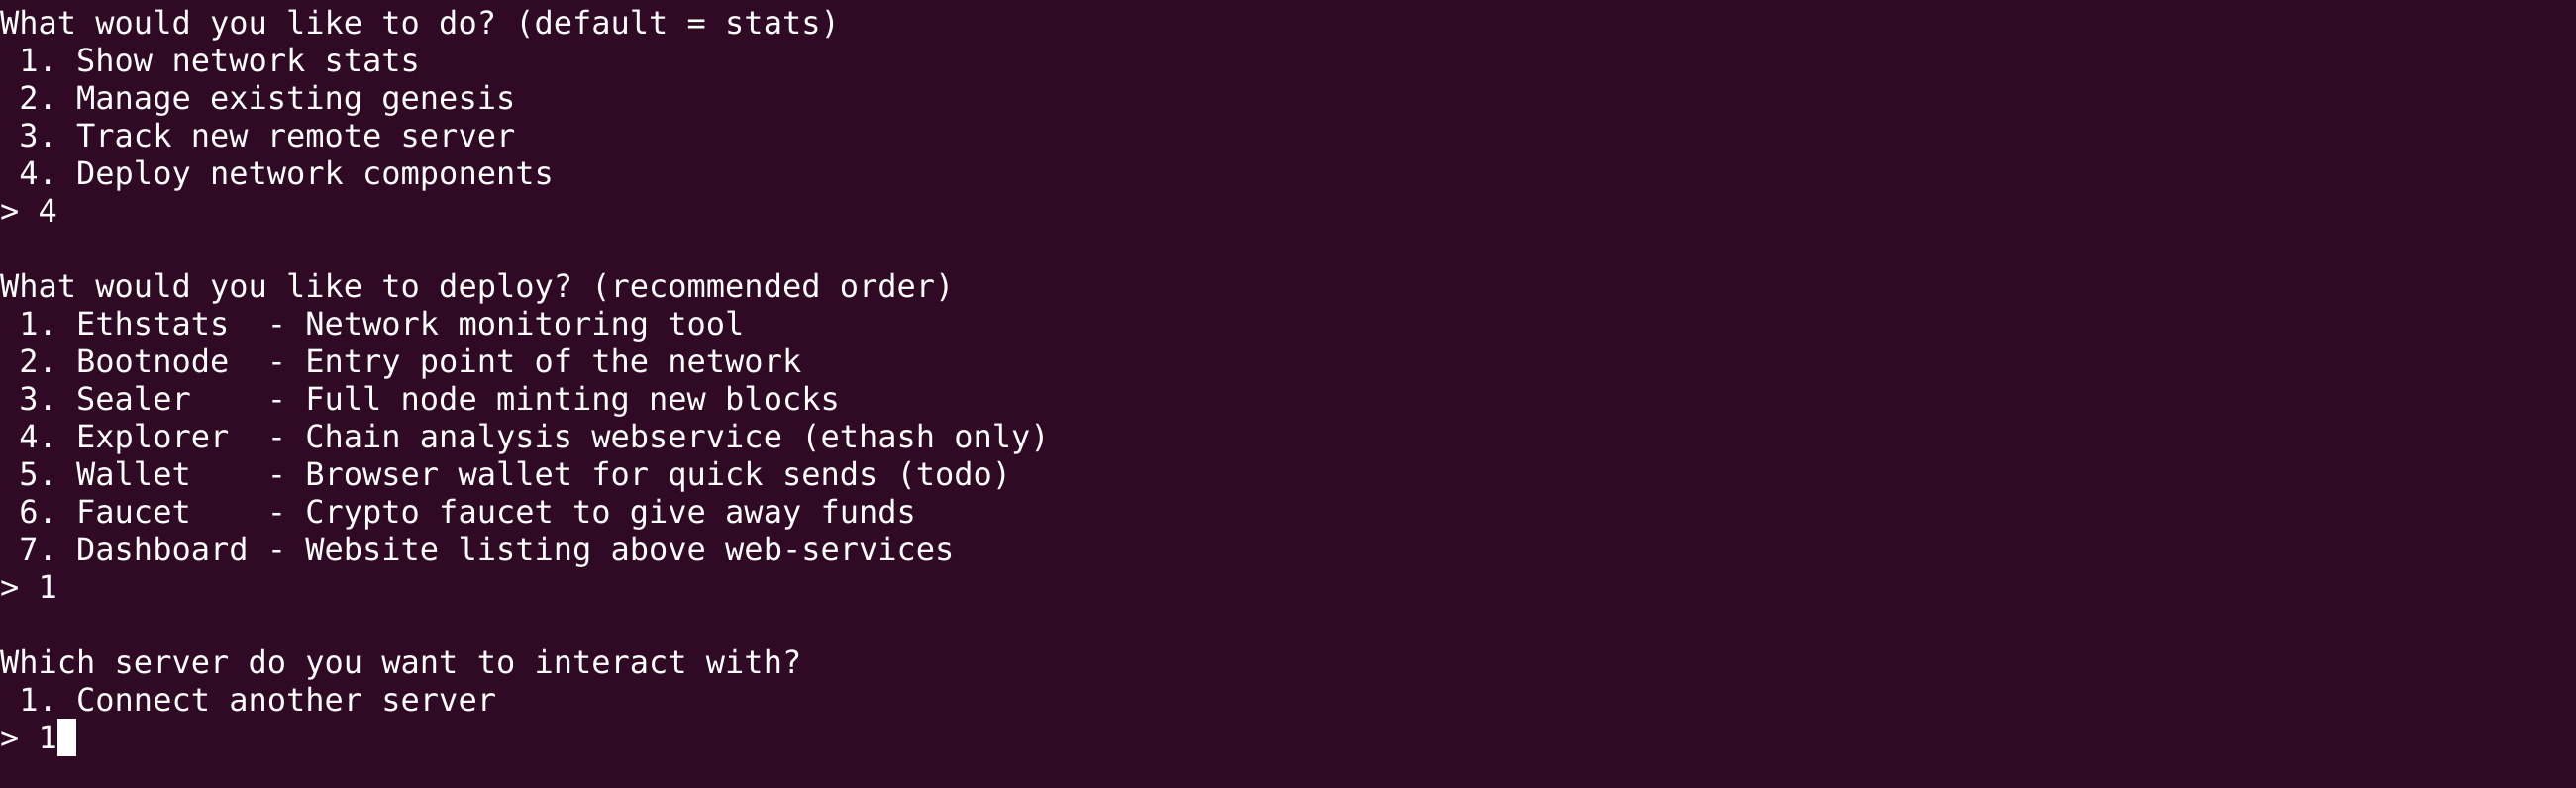 What would you like to do? (default = stats)
 1. Show network stats
 2. Manage existing genesis
 3. Track new remote server
 4. Deploy network components
> 4

What would you like to deploy? (recommended order)
 1. Ethstats  - Network monitoring tool
 2. Bootnode  - Entry point of the network
 3. Sealer    - Full node minting new blocks
 4. Explorer  - Chain analysis webservice (ethash only)
 5. Wallet    - Browser wallet for quick sends (todo)
 6. Faucet    - Crypto faucet to give away funds
 7. Dashboard - Website listing above web-services
> 1

Which server do you want to interact with?
 1. Connect another server
> 1